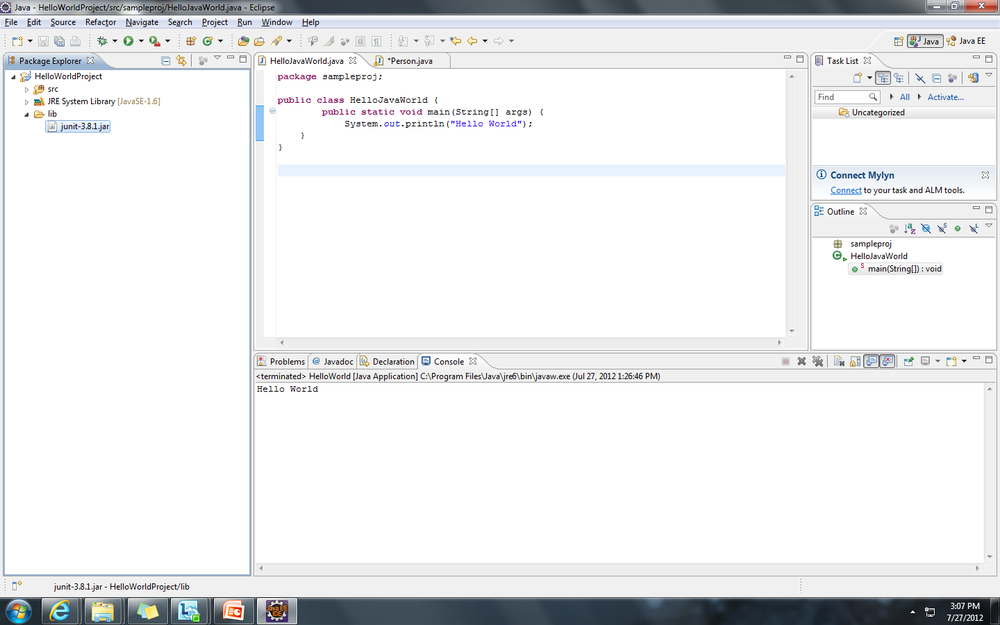 Java - HelloWorldProject/src/sampleproj/HelloJavaWorld.java - Eclipse
File Edit Source Refactor Navigate Search Project Run Window Help
Java Java EE
Package Explorer
HelloWorldProject
src
JRE System Library [JavaSE-1.6]
lib
junit-3.8.1.jar
HelloJavaWorld.java *Person.java
package sampleproj;
public class HelloJavaWorld {
public static void main(String[] args) {
System.out.println("Hello World");
}
}
Task List
Find All Activate...
Uncategorized
Connect Mylyn
Connect to your task and ALM tools.
Outline
sampleproj
HelloJavaWorld
main(String[]) : void
Problems @ Javadoc Declaration Console
<terminated> HelloWorld [Java Application] C:\Program Files\Java\jre6\bin\javaw.exe (Jul 27, 2012 1:26:46 PM)
Hello World
junit-3.8.1.jar - HelloWorldProject/lib
Java EE
IDE
3:07 PM
7/27/2012